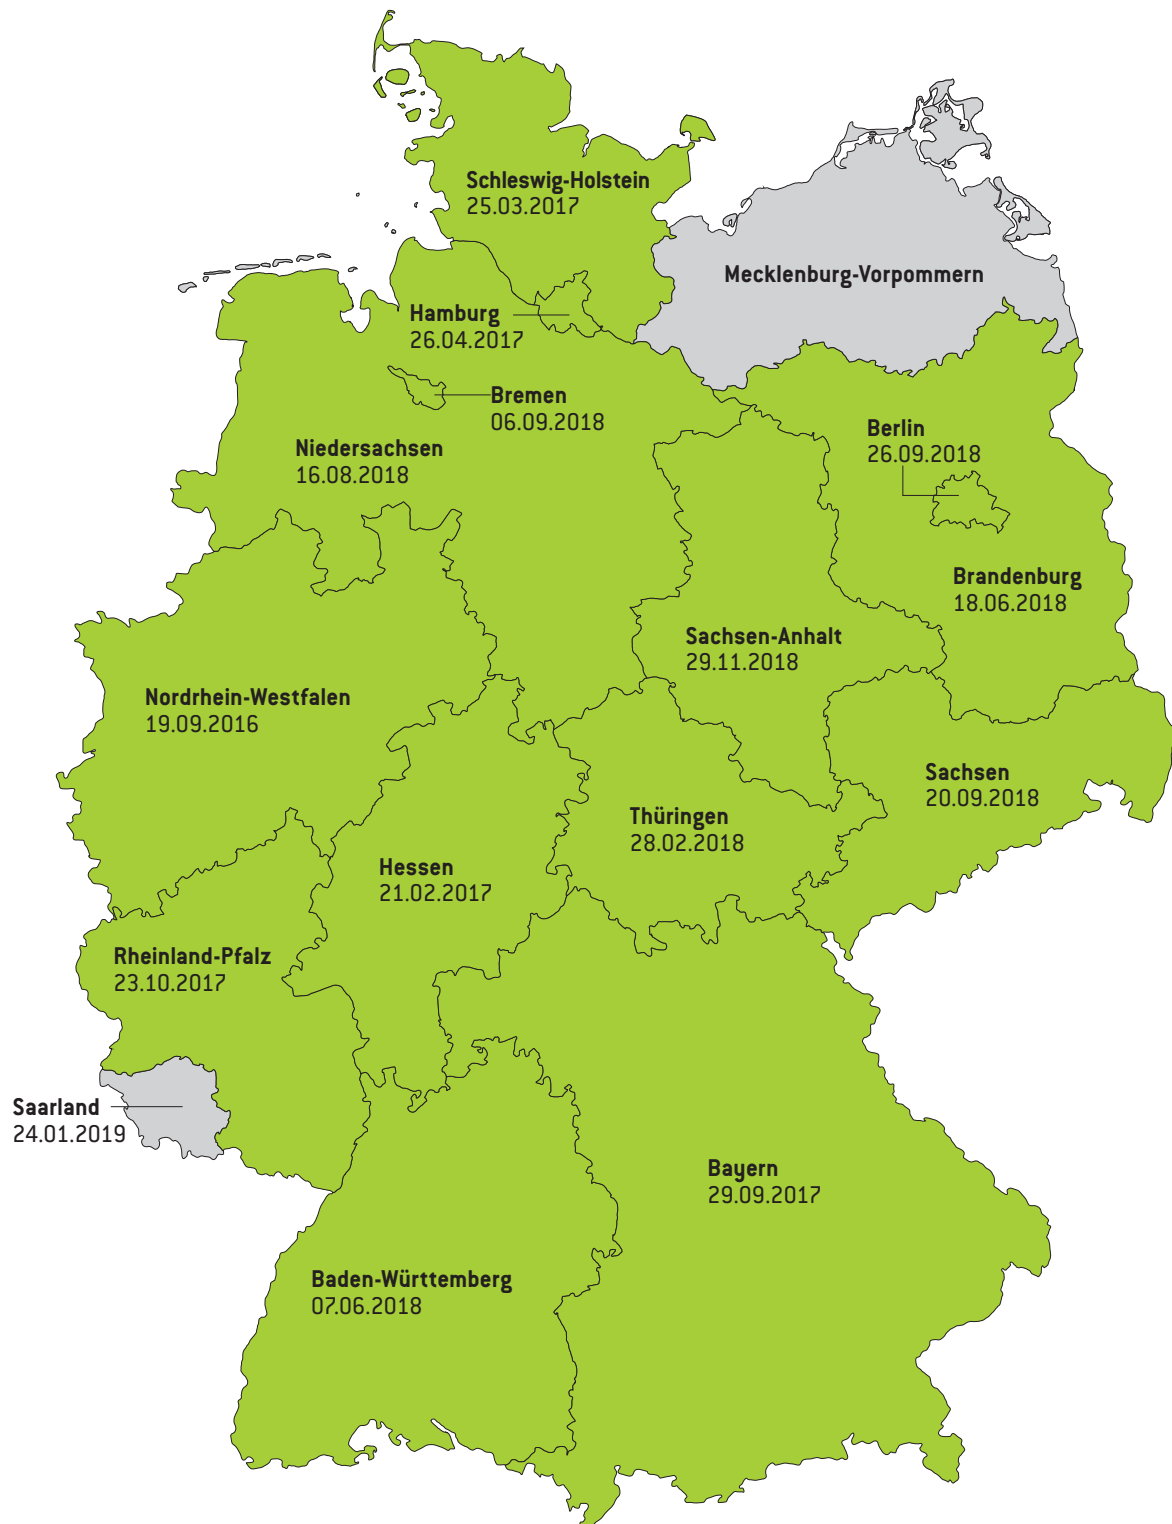 Schleswig-Holstein
25.03.2017
Mecklenburg-Vorpommern
Hamburg
26.04.2017
Bremen
06.09.2018
Berlin
26.09.2018
Niedersachsen
16.08.2018
Brandenburg
18.06.2018
Sachsen-Anhalt
29.11.2018
Nordrhein-Westfalen
19.09.2016
Sachsen
20.09.2018
Thüringen
28.02.2018
Hessen
21.02.2017
Rheinland-Pfalz
23.10.2017
Saarland
24.01.2019
Bayern
29.09.2017
Baden-Württemberg
07.06.2018